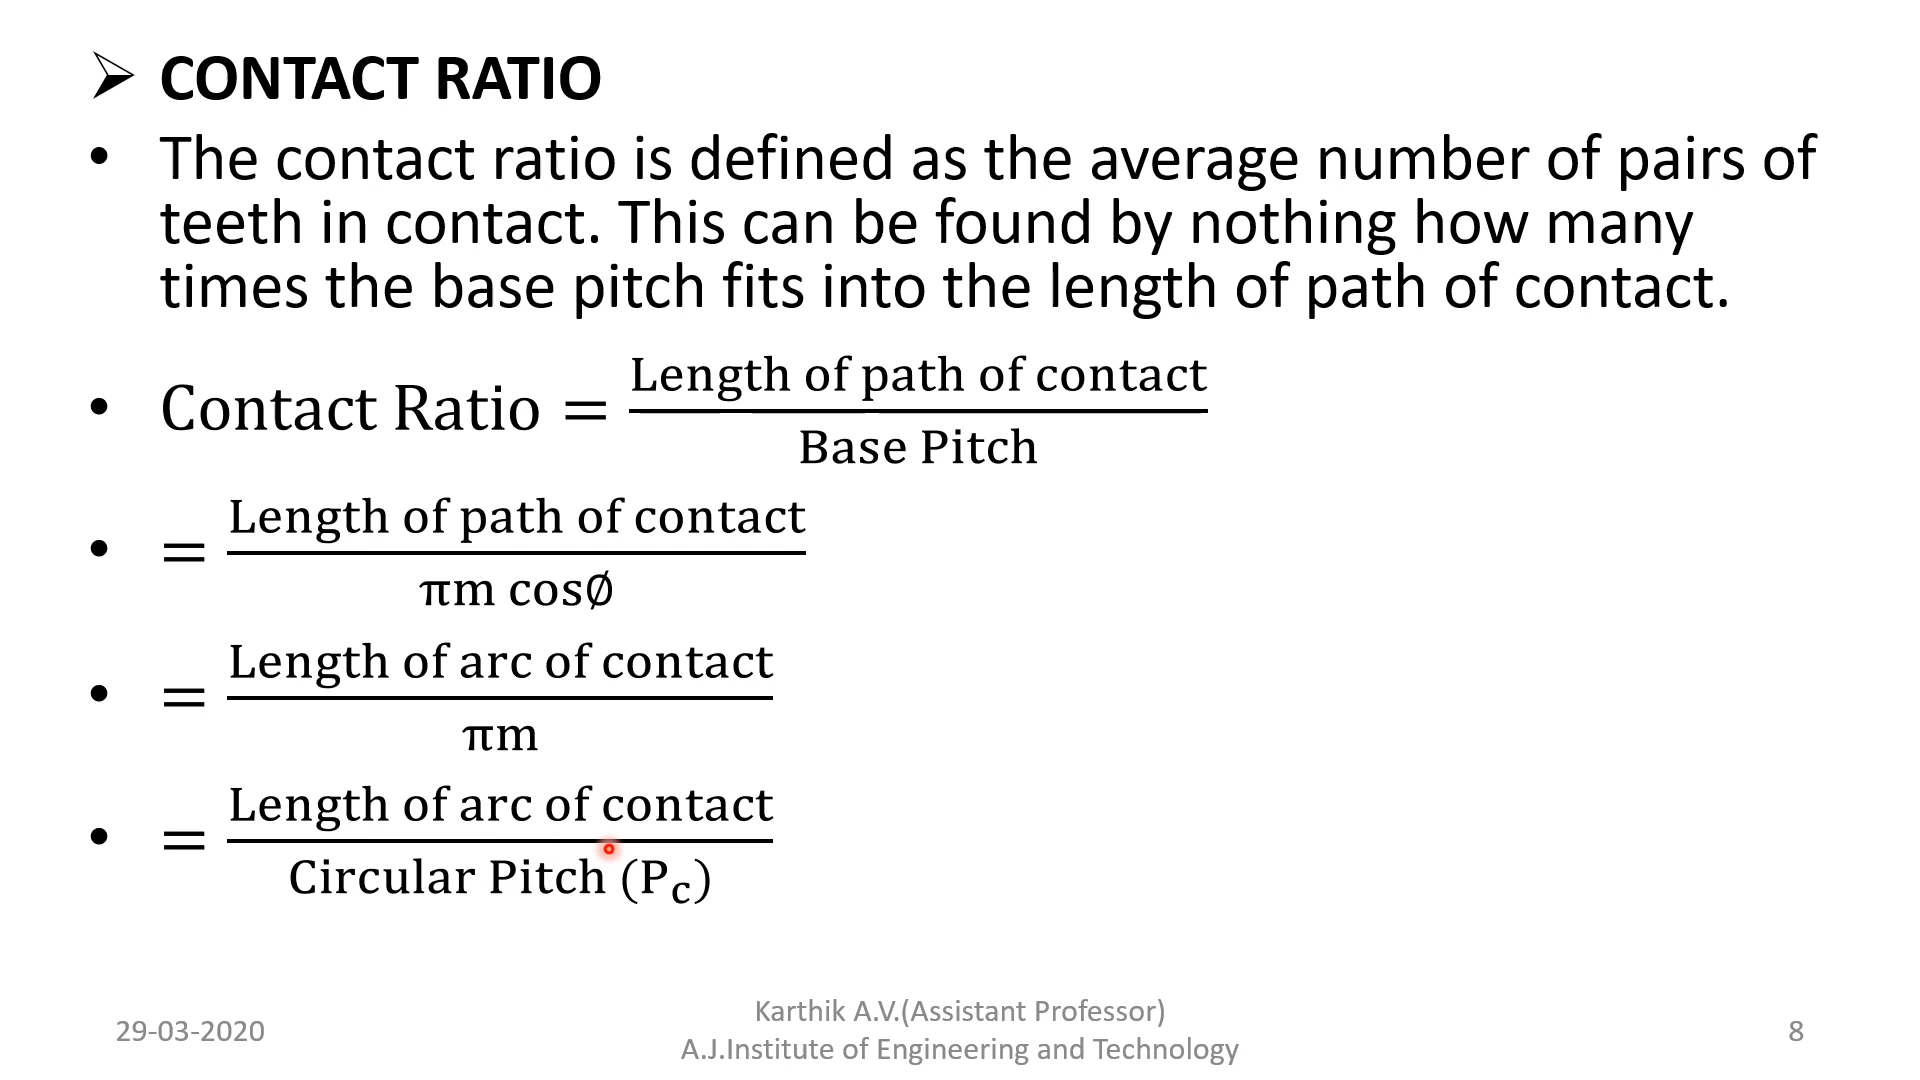 ➢ CONTACT RATIO
• The contact ratio is defined as the average number of pairs of
teeth in contact. This can be found by nothing how many
times the base pitch fits into the length of path of contact.
• Contact Ratio = Length of path of contact / Base Pitch
• = Length of path of contact / πm cos∅
• = Length of arc of contact / πm
• = Length of arc of contact / Circular Pitch (P_c)
29-03-2020
Karthik A.V.(Assistant Professor)
A.J.Institute of Engineering and Technology
8